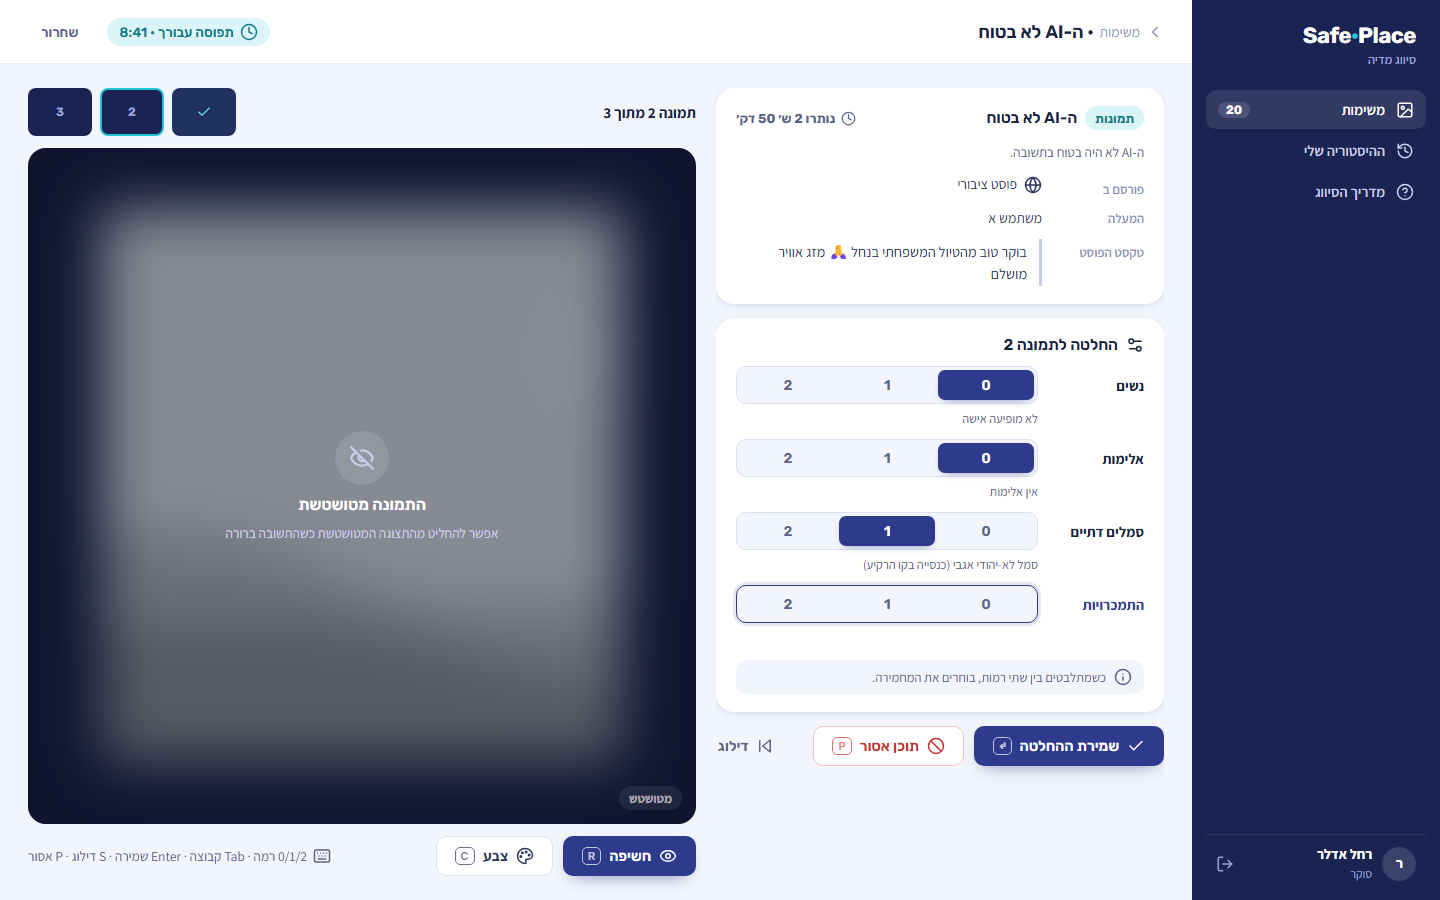 Safe•Place
סיווג מדיה
משימות 20
ההיסטוריה שלי
מדריך הסיווג
רחל אדלר
סוקר
ר
משימות • ה-AI לא בטוח
תפוסה עבורך • 8:41
שחרור
תמונות ה-AI לא בטוח
נותרו 2 ש׳ 50 דק׳
ה-AI לא היה בטוח בתשובה.
פורסם ב פוסט ציבורי
המעלה משתמש א
טקסט הפוסט בוקר טוב מהטיול המשפחתי בנחל 🙏 מזג אוויר
מושלם
החלטה לתמונה 2
נשים 0 1 2
לא מופיעה אישה
אלימות 0 1 2
אין אלימות
סמלים דתיים 0 1 2
סמל לא-יהודי אגבי (כנסייה בקו הרקיע)
התמכרויות 0 1 2
כשמתלבטים בין שתי רמות, בוחרים את המחמירה.
שמירת ההחלטה ⏎
תוכן אסור P
דילוג
תמונה 2 מתוך 3
2 3
התמונה מטושטשת
אפשר להחליט מהתצוגה המטושטשת כשהתשובה ברורה
מטושטש
חשיפה R
צבע C
0/1/2 רמה · Tab קבוצה · Enter שמירה · S דילוג · P אסור